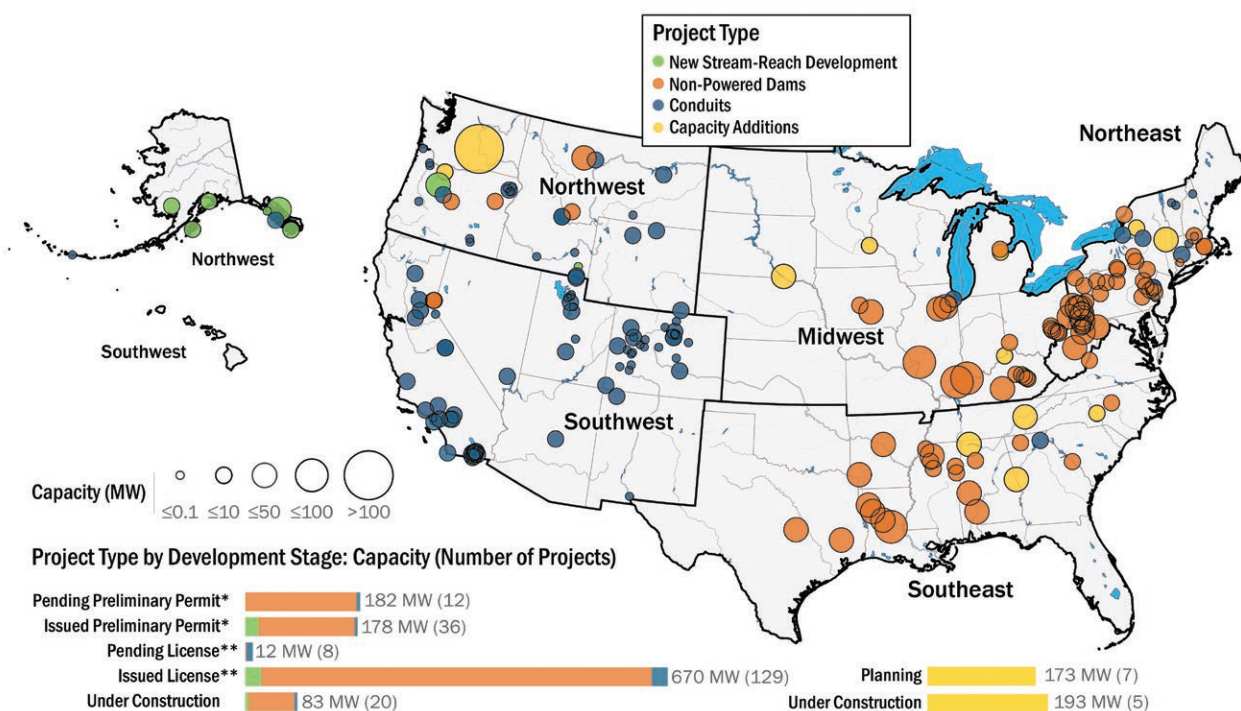 Project Type
New Stream-Reach Development
Non-Powered Dams
Conduits
Capacity Additions
Northeast
Northwest
Northwest
Southwest
Midwest
Southwest
Southeast
Capacity (MW)
≤0.1 ≤10 ≤50 ≤100 >100
Project Type by Development Stage: Capacity (Number of Projects)
Pending Preliminary Permit* 182 MW (12)
Issued Preliminary Permit* 178 MW (36)
Pending License** 12 MW (8)
Issued License** 670 MW (129)
Under Construction 83 MW (20)
Planning 173 MW (7)
Under Construction 193 MW (5)